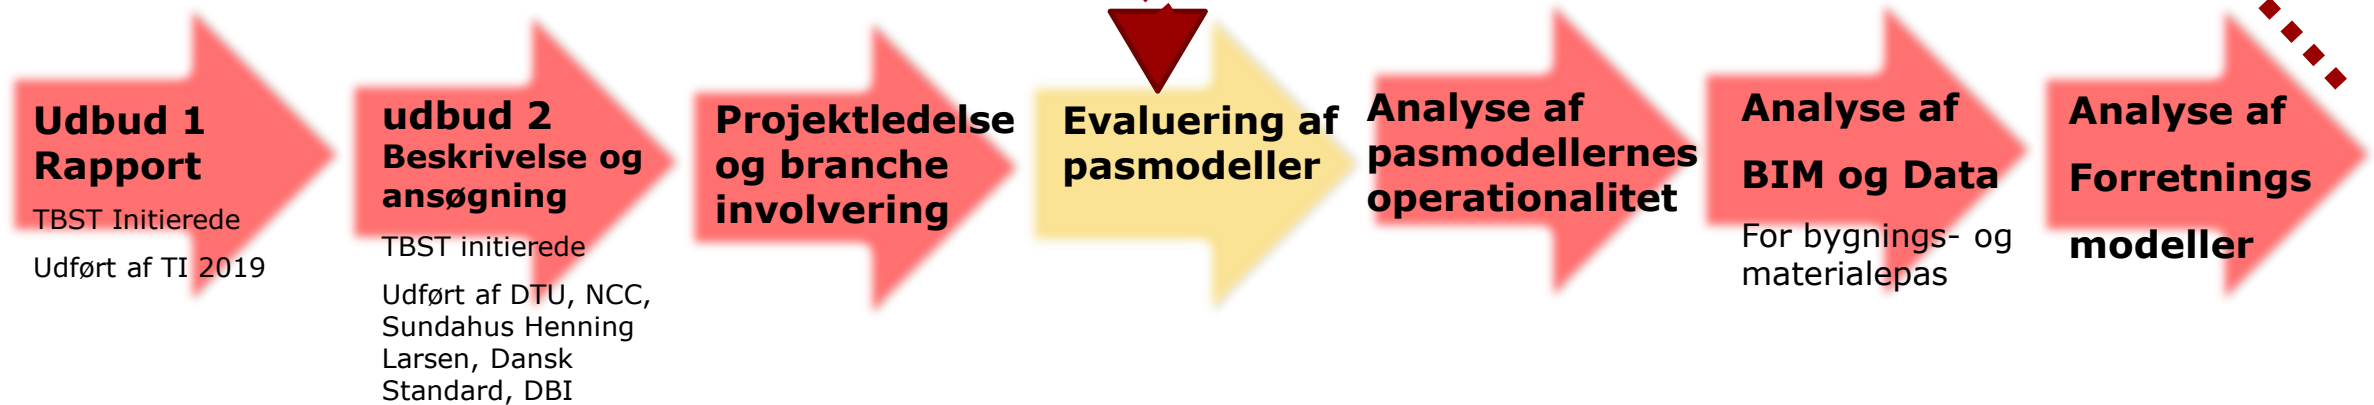 Udbud 1
Rapport
TBST Initierede
Udført af TI 2019
udbud 2
Beskrivelse og
ansøgning
TBST initierede
Udført af DTU, NCC,
Sundahus Henning
Larsen, Dansk
Standard, DBI
Projektledelse
og branche
involvering
Evaluering af
pasmodeller
Analyse af
pasmodellernes
operationalitet
Analyse af
BIM og Data
For bygnings- og
materialepas
Analyse af
Forretnings
modeller